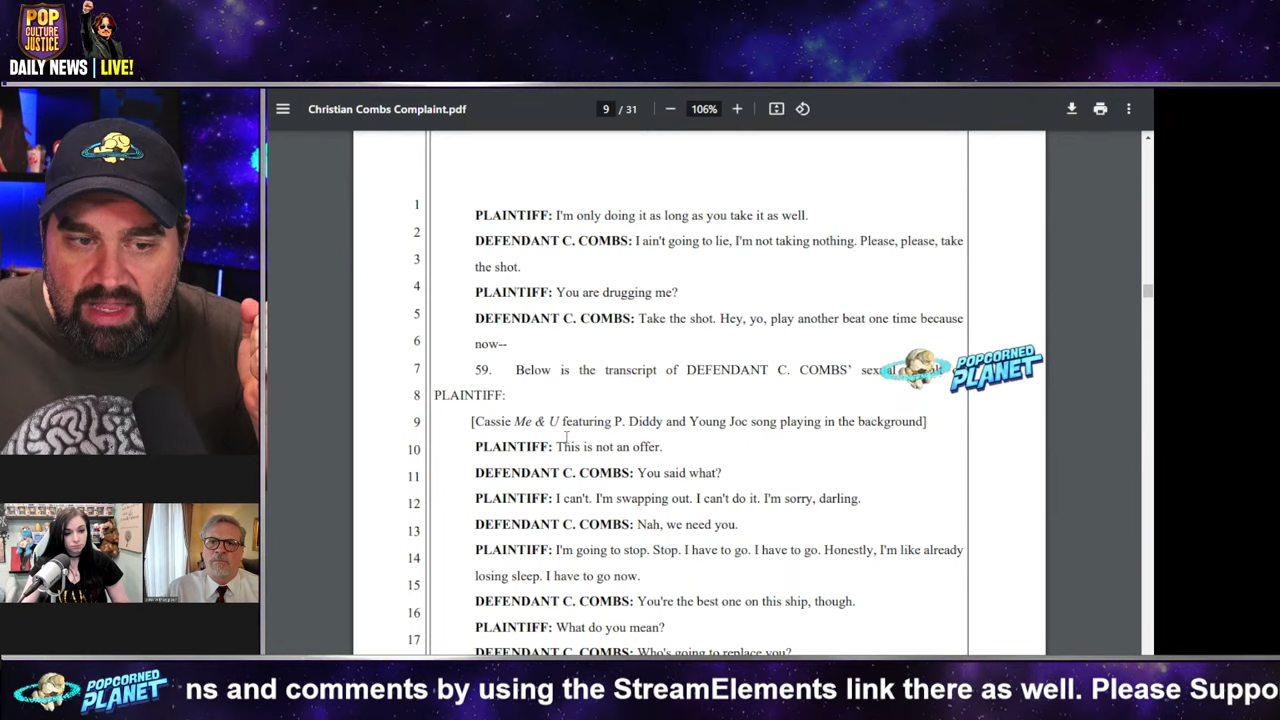 POP
CULTURE
JUSTICE
DAILY NEWS | LIVE!
Christian Combs Complaint.pdf
9 / 31
106%
1
PLAINTIFF: I'm only doing it as long as you take it as well.
2
DEFENDANT C. COMBS: I ain't going to lie, I'm not taking nothing. Please, please, take
3
the shot.
4
PLAINTIFF: You are drugging me?
5
DEFENDANT C. COMBS: Take the shot. Hey, yo, play another beat one time because
6
now--
7
59. Below is the transcript of DEFENDANT C. COMBS'
8
PLAINTIFF:
9
[Cassie Me & U featuring P. Diddy and Young Joc song playing in the background]
10
PLAINTIFF: This is not an offer.
11
DEFENDANT C. COMBS: You said what?
12
PLAINTIFF: I can't. I'm swapping out. I can't do it. I'm sorry, darling.
13
DEFENDANT C. COMBS: Nah, we need you.
14
PLAINTIFF: I'm going to stop. Stop. I have to go. I have to go. Honestly, I'm like already
15
losing sleep. I have to go now.
16
DEFENDANT C. COMBS: You're the best one on this ship, though.
17
PLAINTIFF: What do you mean?
DEFENDANT C. COMBS: Who's going to replace you?
POPCORNED
PLANET
POPCORNED
PLANET
ns and comments by using the StreamElements link there as well. Please Suppo